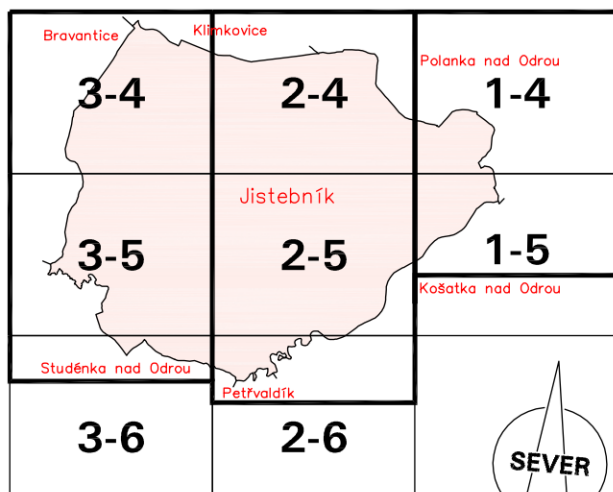 Bravantice
Klimkovice
Polanka nad Odrou
3-4
2-4
1-4
Jistebník
3-5
2-5
1-5
Košatka nad Odrou
Studénka nad Odrou
Petřvaldík
3-6
2-6
SEVER